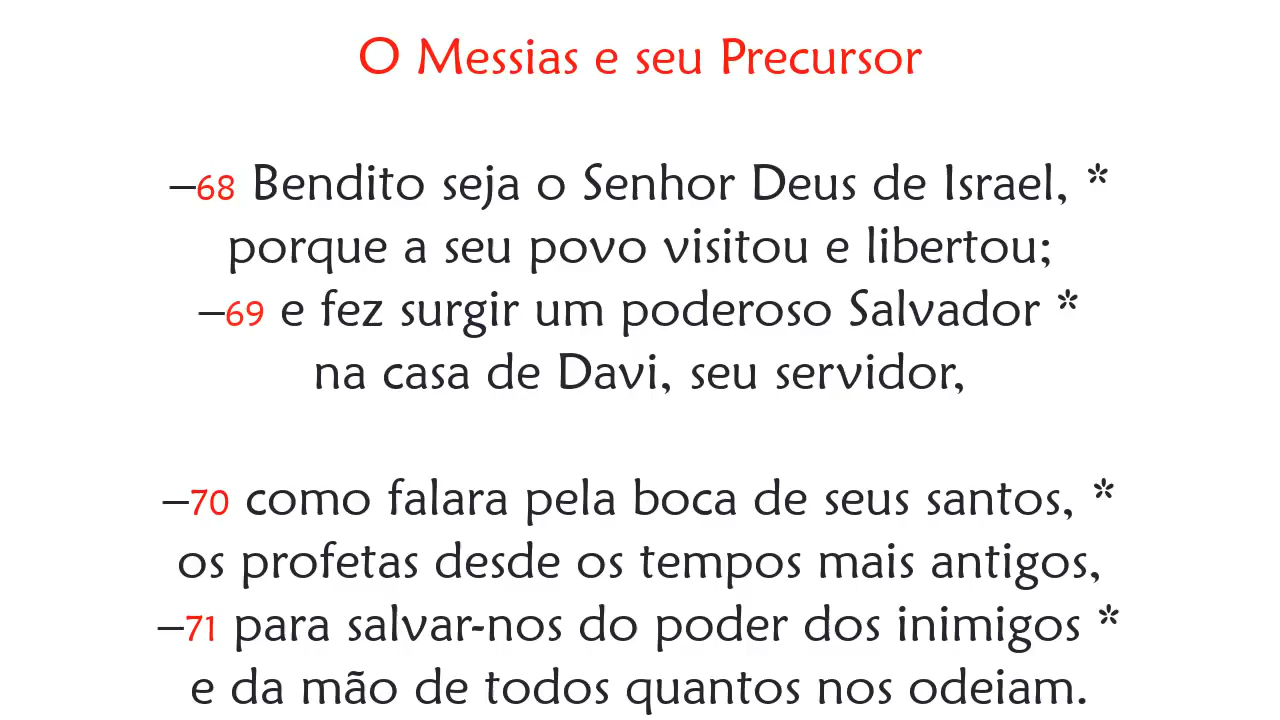 O Messias e seu Precursor
–68 Bendito seja o Senhor Deus de Israel, *
porque a seu povo visitou e libertou;
–69 e fez surgir um poderoso Salvador *
na casa de Davi, seu servidor,
–70 como falara pela boca de seus santos, *
os profetas desde os tempos mais antigos,
–71 para salvar-nos do poder dos inimigos *
e da mão de todos quantos nos odeiam.